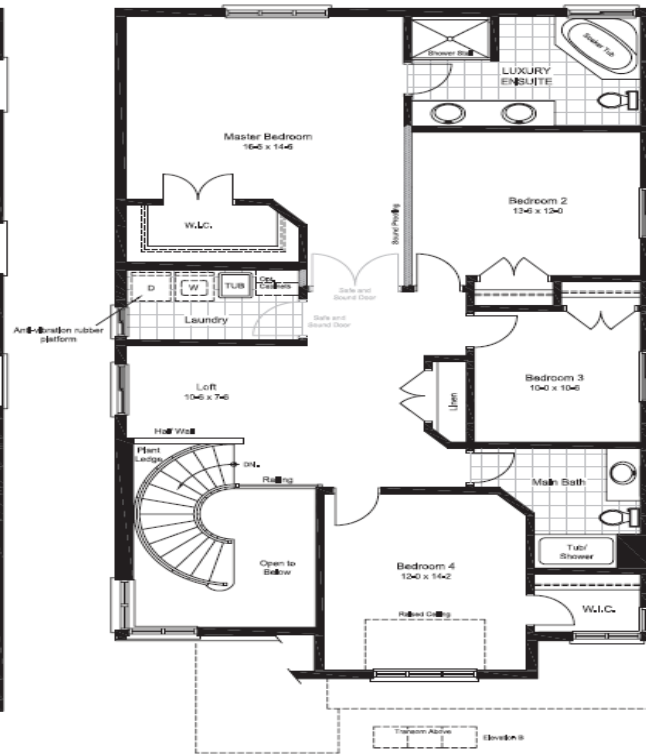 Shower Stall
Soaker Tub
LUXURY
ENSUITE
Master Bedroom
16-6 x 14-6
Bedroom 2
13-6 x 12-0
W.I.C.
Sound Proofing
D
W
TUB
Opt.
Cabinets
Safe and
Sound Door
Laundry
Safe and
Sound Door
Anti-vibration rubber
platform
Loft
10-6 x 7-6
Linen
Bedroom 3
10-0 x 10-6
Half Wall
Plant
Ledge
DN.
Railing
Main Bath
Open to
Below
Bedroom 4
12-0 x 14-2
Tub/
Shower
Raised Ceiling
W.I.C.
Transom Above
Elevation B